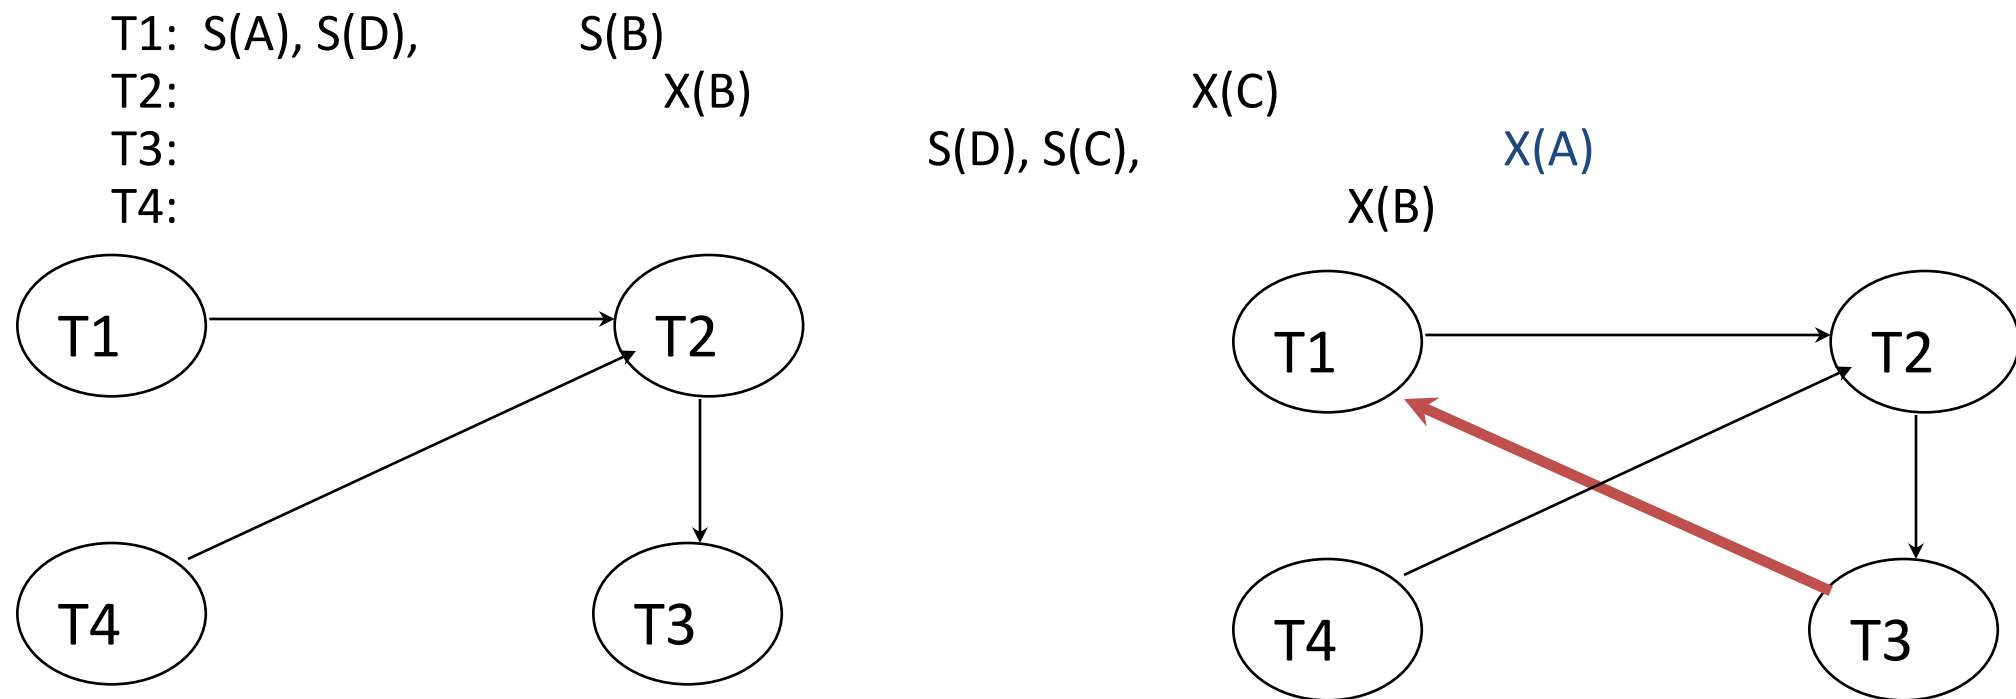 T1: S(A), S(D), S(B)
T2: X(B) X(C)
T3: S(D), S(C), X(A)
T4: X(B)
T1 T2 T1 T2
T4 T3 T4 T3